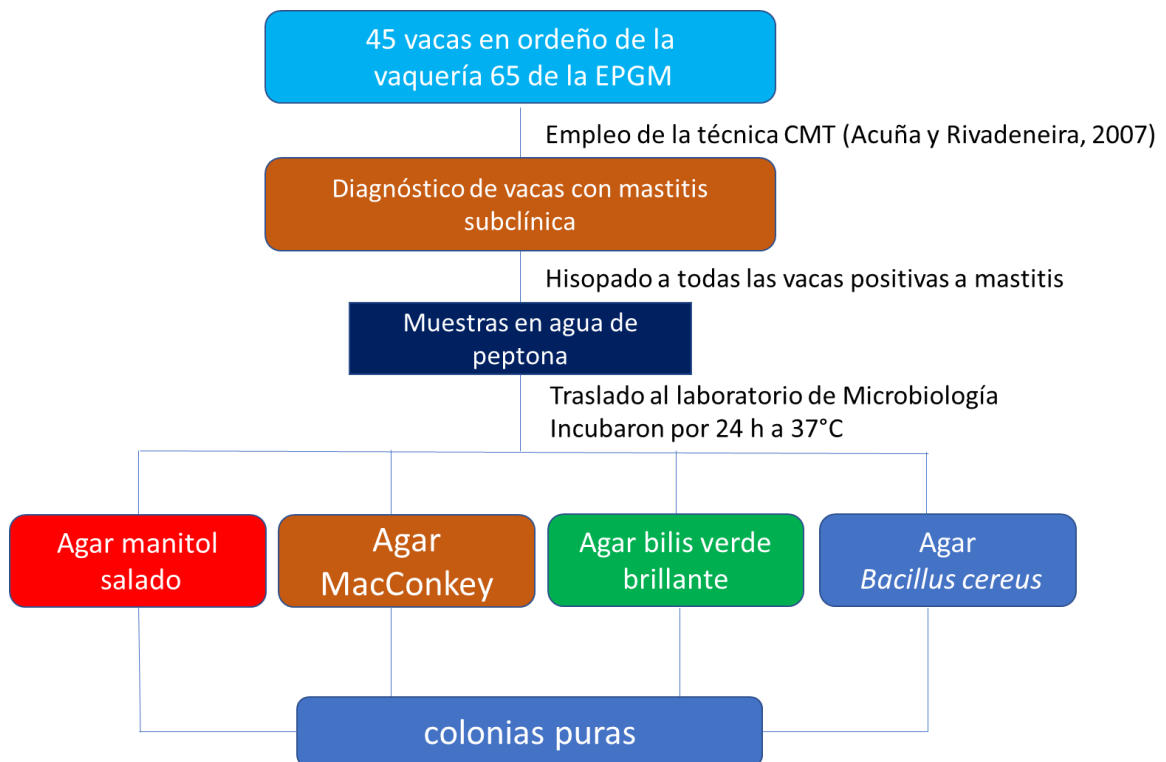 45 vacas en ordeño de la
vaquería 65 de la EPGM
Empleo de la técnica CMT (Acuña y Rivadeneira, 2007)
Diagnóstico de vacas con mastitis
subclínica
Hisopado a todas las vacas positivas a mastitis
Muestras en agua de
peptona
Traslado al laboratorio de Microbiología
Incubaron por 24 h a 37°C
Agar manitol
salado
Agar
MacConkey
Agar bilis verde
brillante
Agar
Bacillus cereus
colonias puras